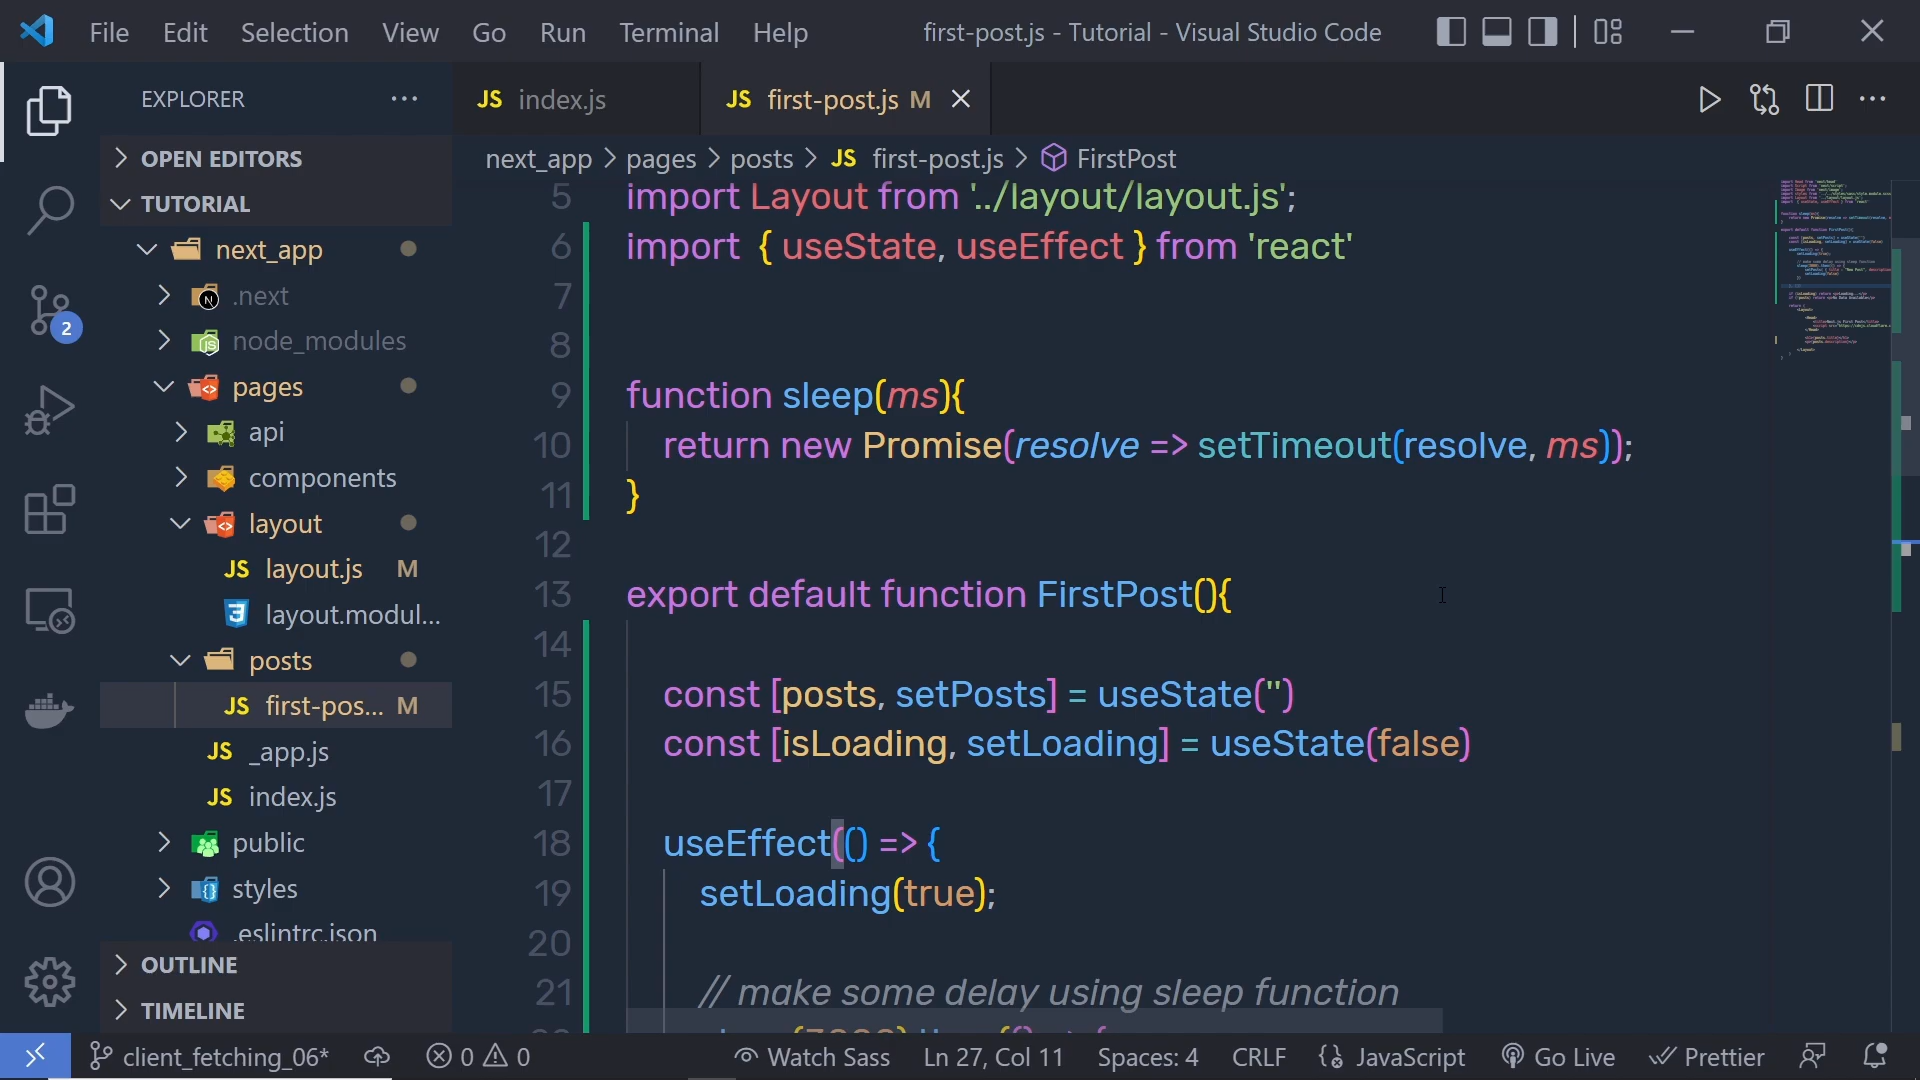 File Edit Selection View Go Run Terminal Help first-post.js - Tutorial - Visual Studio Code
EXPLORER
JS index.js
JS first-post.js M
OPEN EDITORS
next_app > pages > posts > JS first-post.js > FirstPost
TUTORIAL
next_app
.next
node_modules
pages
api
components
layout
JS layout.js M
layout.modul...
posts
JS first-pos... M
JS _app.js
JS index.js
public
styles
.eslintrc.json
OUTLINE
TIMELINE
2
5 import Layout from '../layout/layout.js';
6 import { useState, useEffect } from 'react'
7
8
9 function sleep(ms){
10 return new Promise(resolve => setTimeout(resolve, ms));
11 }
12
13 export default function FirstPost(){
14
15 const [posts, setPosts] = useState('')
16 const [isLoading, setLoading] = useState(false)
17
18 useEffect(() => {
19 setLoading(true);
20
21 // make some delay using sleep function
client_fetching_06* 0 0 Watch Sass Ln 27, Col 11 Spaces: 4 CRLF JavaScript Go Live Prettier